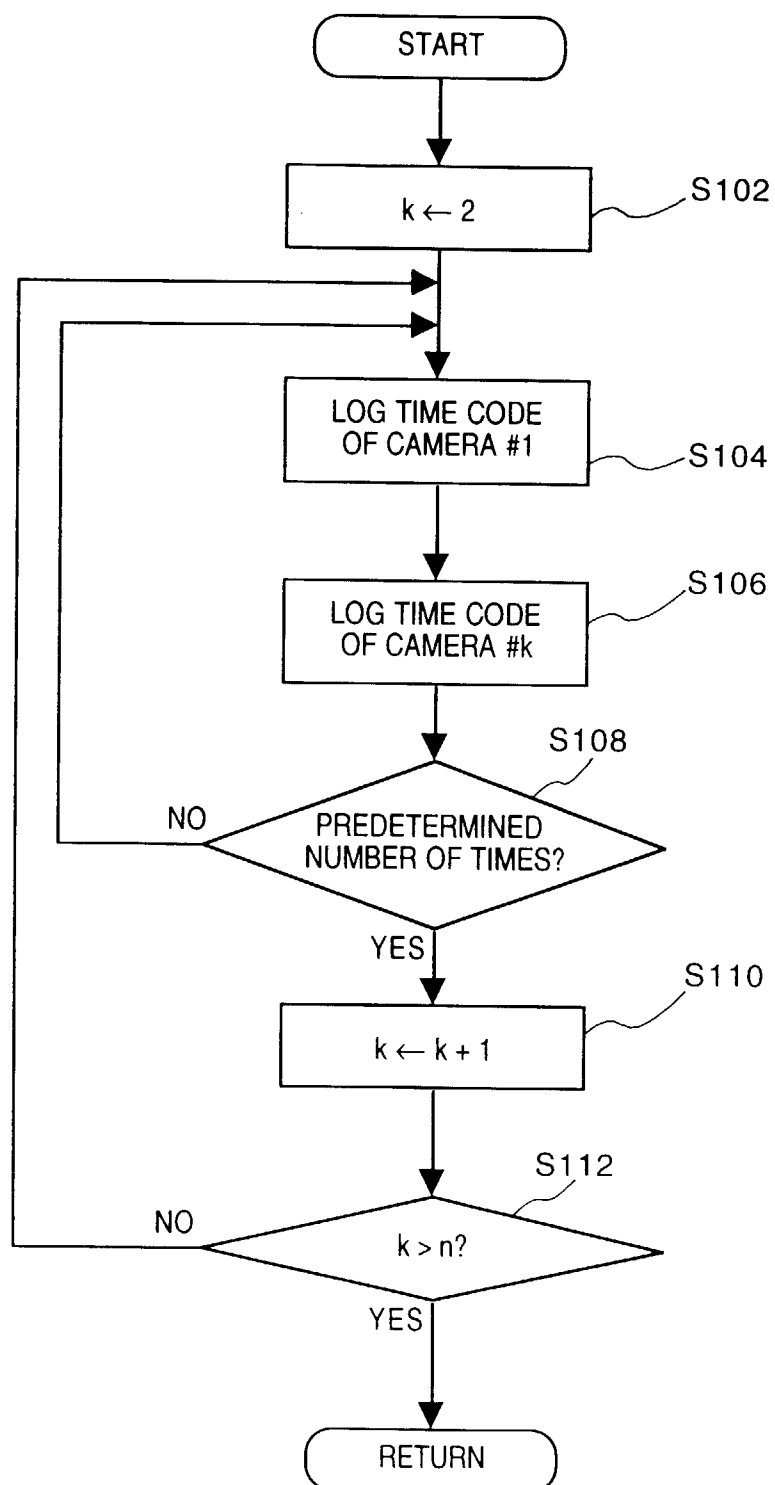 START
k ← 2
S102
LOG TIME CODE
OF CAMERA #1
S104
LOG TIME CODE
OF CAMERA #k
S106
S108
PREDETERMINED
NUMBER OF TIMES?
NO
YES
S110
k ← k + 1
S112
NO
k > n?
YES
RETURN